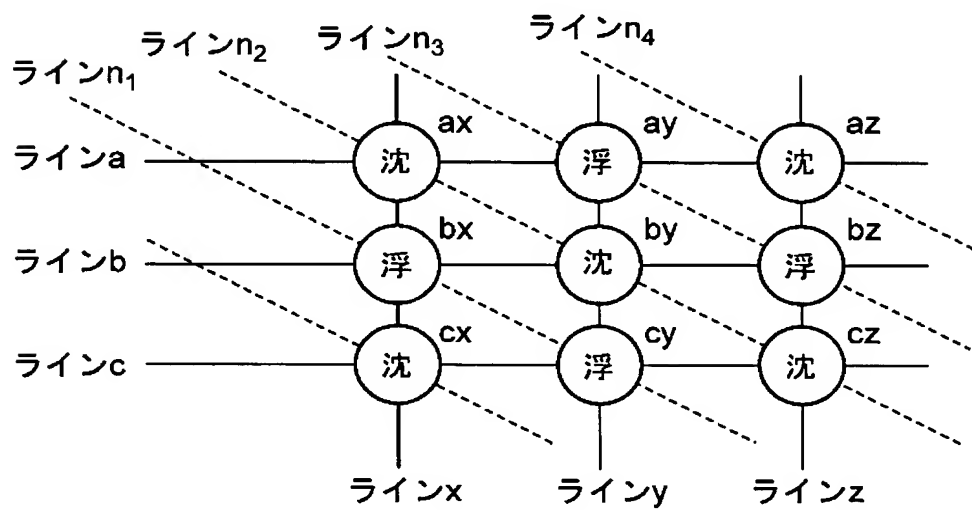 ラインn₁ ラインn₂ ラインn₃ ラインn₄
ax ay az
ラインa 沈 浮 沈
bx by bz
ラインb 浮 沈 浮
cx cy cz
ラインc 沈 浮 沈
ラインx ラインy ラインz